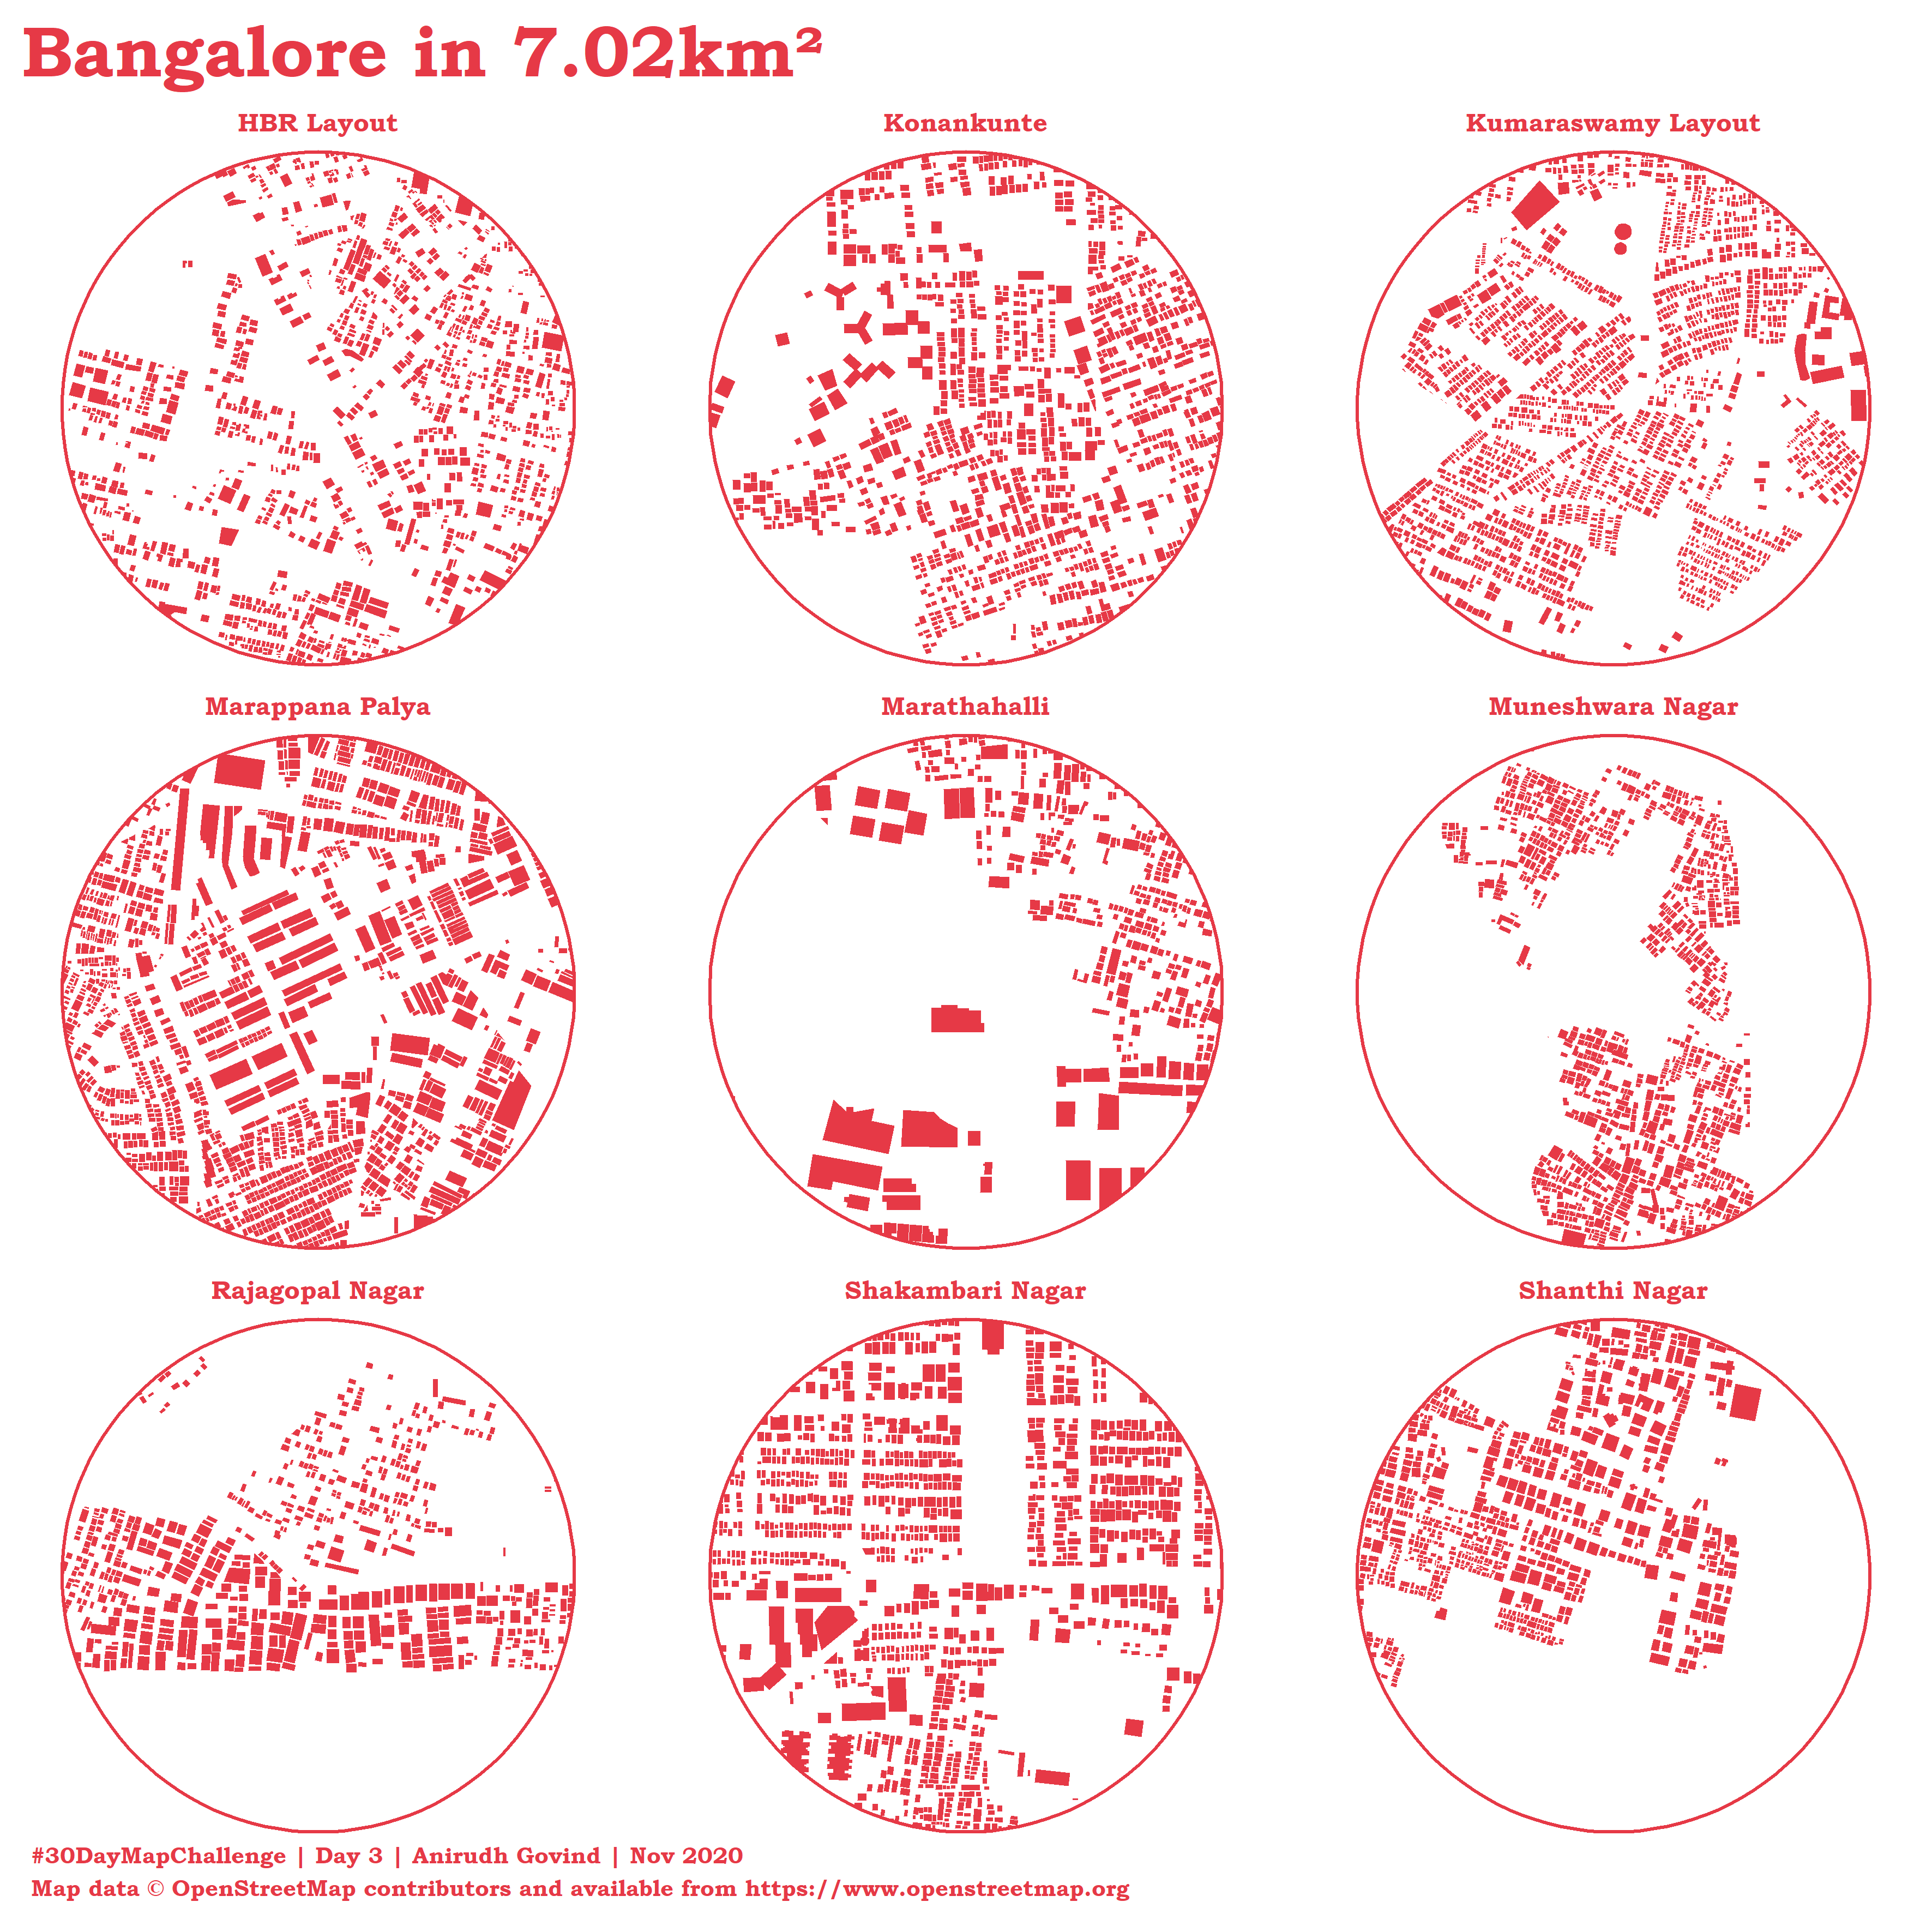 Bangalore in 7.02km²
HBR Layout
Konankunte
Kumaraswamy Layout
Marappana Palya
Marathahalli
Muneshwara Nagar
Rajagopal Nagar
Shakambari Nagar
Shanthi Nagar
#30DayMapChallenge | Day 3 | Anirudh Govind | Nov 2020
Map data © OpenStreetMap contributors and available from https://www.openstreetmap.org